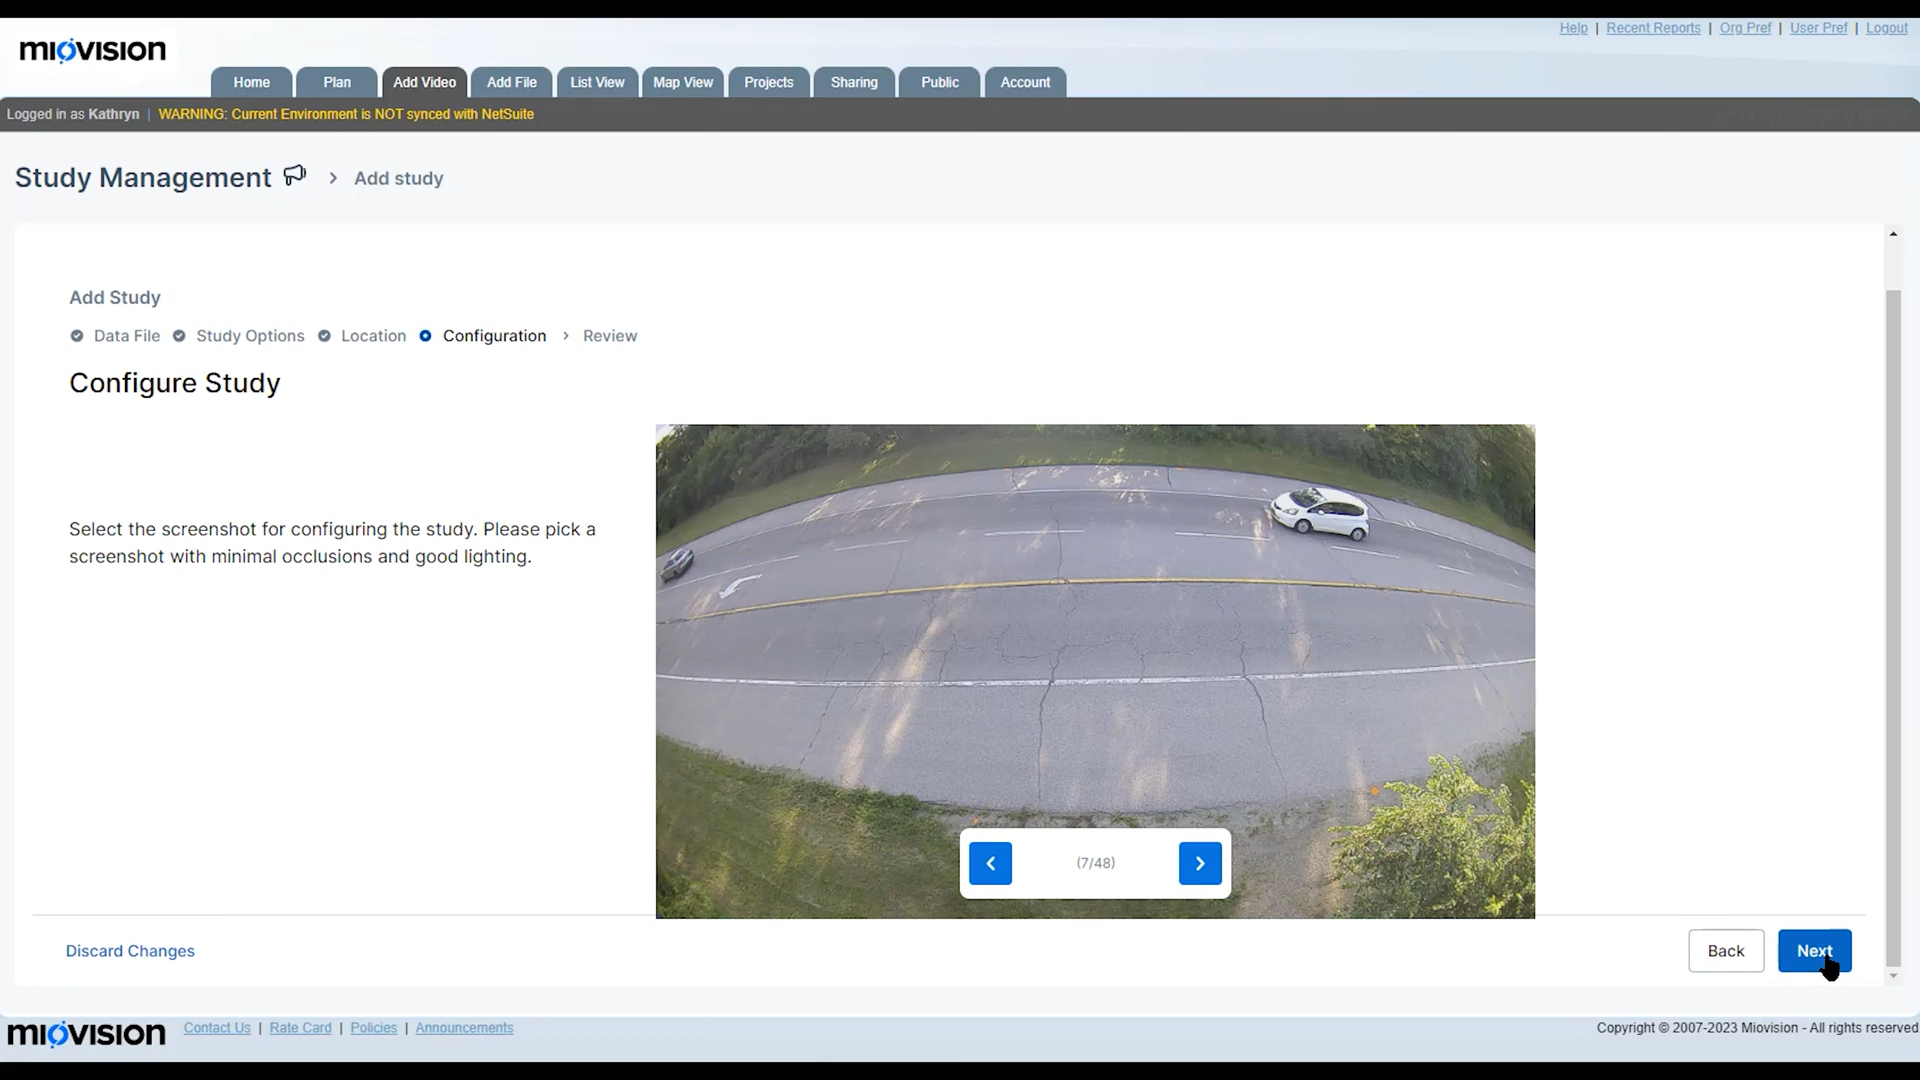 Help | Recent Reports | Org Pref | User Pref | Logout
miovision
Home Plan Add Video Add File List View Map View Projects Sharing Public Account
Logged in as Kathryn | WARNING: Current Environment is NOT synced with NetSuite
Study Management > Add study
Add Study
Data File Study Options Location Configuration > Review
Configure Study
Select the screenshot for configuring the study. Please pick a
screenshot with minimal occlusions and good lighting.
(7/48)
Discard Changes Back Next
miovision Contact Us | Rate Card | Policies | Announcements Copyright © 2007-2023 Miovision - All rights reserved